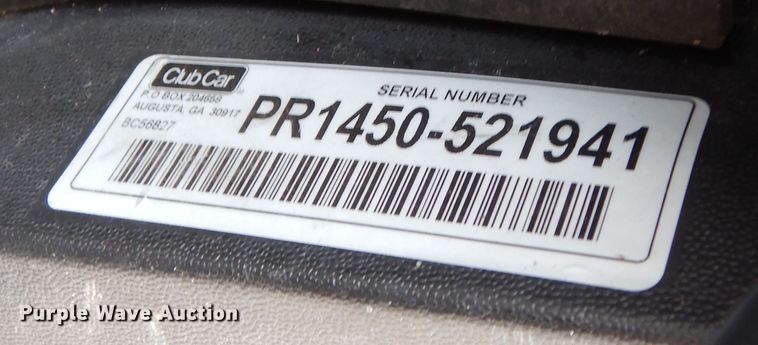 Club Car
P.O BOX 204658
AUGUSTA, GA 30917
BC56827
SERIAL NUMBER
PR1450-521941
Purple Wave Auction